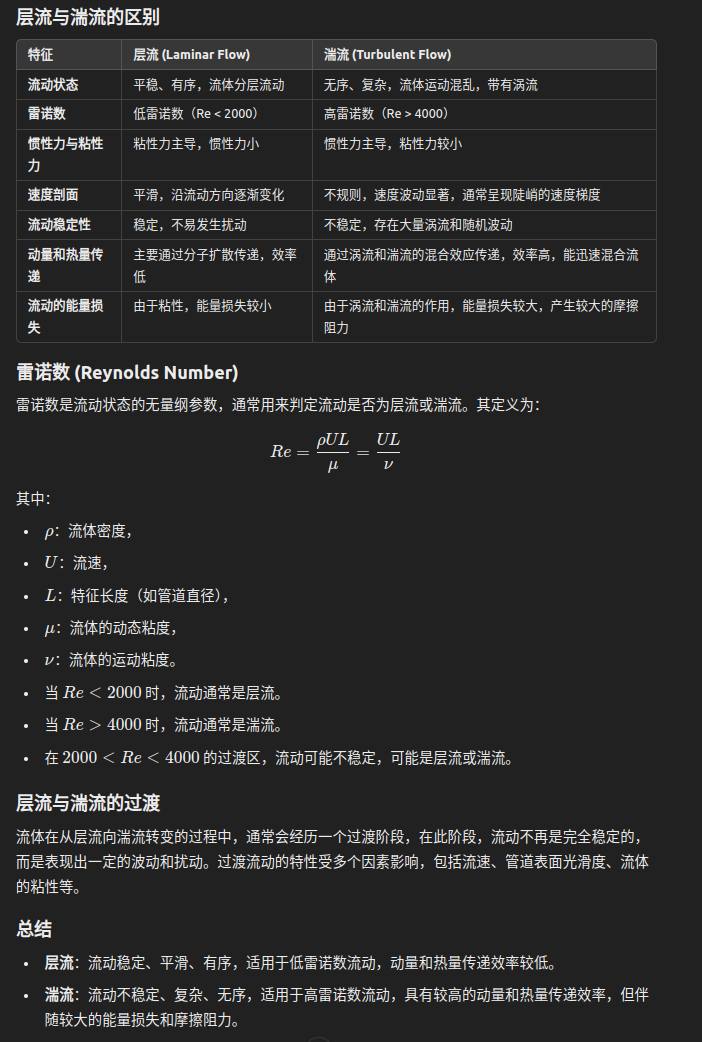 层流与湍流的区别
特征 层流 (Laminar Flow) 湍流 (Turbulent Flow)
流动状态 平稳、有序，流体分层流动 无序、复杂，流体运动混乱，带有涡流
雷诺数 低雷诺数（Re < 2000） 高雷诺数（Re > 4000）
惯性力与粘性力 粘性力主导，惯性力小 惯性力主导，粘性力较小
速度剖面 平滑，沿流动方向逐渐变化 不规则，速度波动显著，通常呈现陡峭的速度梯度
流动稳定性 稳定，不易发生扰动 不稳定，存在大量涡流和随机波动
动量和热量传递 主要通过分子扩散传递，效率低 通过涡流和湍流的混合效应传递，效率高，能迅速混合流体
流动的能量损失 由于粘性，能量损失较小 由于涡流和湍流的作用，能量损失较大，产生较大的摩擦阻力
雷诺数 (Reynolds Number)
雷诺数是流动状态的无量纲参数，通常用来判定流动是否为层流或湍流。其定义为：
Re = ρUL/μ = UL/ν
其中：
• ρ：流体密度，
• U：流速，
• L：特征长度（如管道直径），
• μ：流体的动态粘度，
• ν：流体的运动粘度。
• 当 Re < 2000 时，流动通常是层流。
• 当 Re > 4000 时，流动通常是湍流。
• 在 2000 < Re < 4000 的过渡区，流动可能不稳定，可能是层流或湍流。
层流与湍流的过渡
流体在从层流向湍流转变的过程中，通常会经历一个过渡阶段，在此阶段，流动不再是完全稳定的，
而是表现出一定的波动和扰动。过渡流动的特性受多个因素影响，包括流速、管道表面光滑度、流体
的粘性等。
总结
• 层流：流动稳定、平滑、有序，适用于低雷诺数流动，动量和热量传递效率较低。
• 湍流：流动不稳定、复杂、无序，适用于高雷诺数流动，具有较高的动量和热量传递效率，但伴
随较大的能量损失和摩擦阻力。